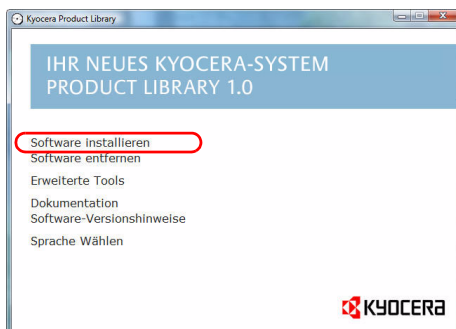 Kyocera Product Library
IHR NEUES KYOCERA-SYSTEM
PRODUCT LIBRARY 1.0
Software installieren
Software entfernen
Erweiterte Tools
Dokumentation
Software-Versionshinweise
Sprache Wählen
KYOCERA